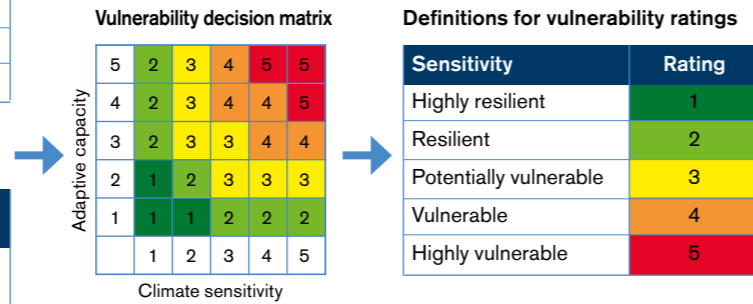 Vulnerability decision matrix
Adaptive capacity
5 2 3 4 5 5
4 2 3 4 4 5
3 2 3 3 4 4
2 1 2 3 3 3
1 1 1 2 2 2
1 2 3 4 5
Climate sensitivity
Definitions for vulnerability ratings
Sensitivity Rating
Highly resilient 1
Resilient 2
Potentially vulnerable 3
Vulnerable 4
Highly vulnerable 5